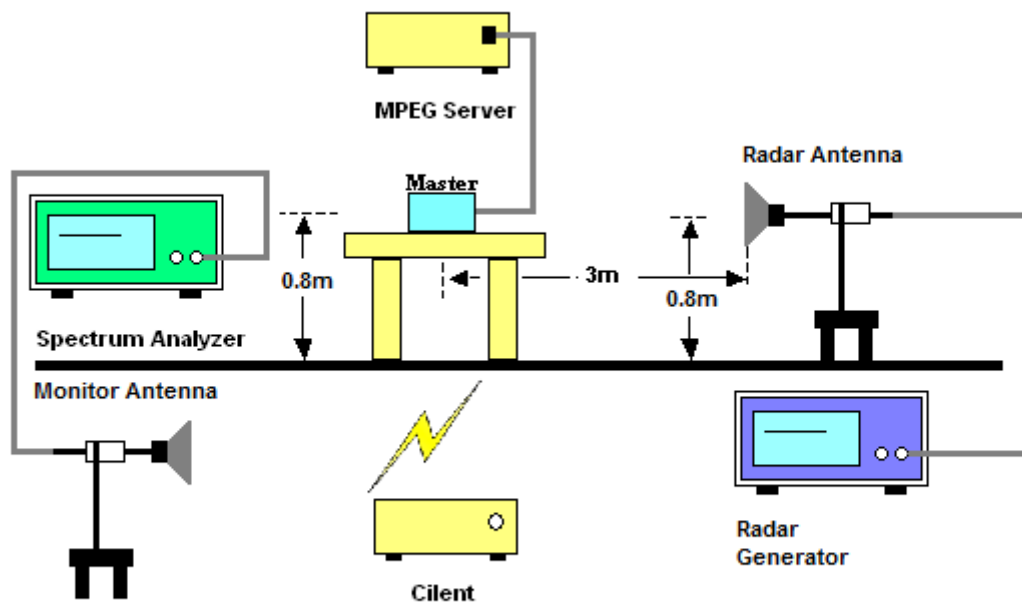 MPEG Server
Radar Antenna
Master
0.8m
3m
0.8m
Spectrum Analyzer
Monitor Antenna
Radar
Generator
Cilent